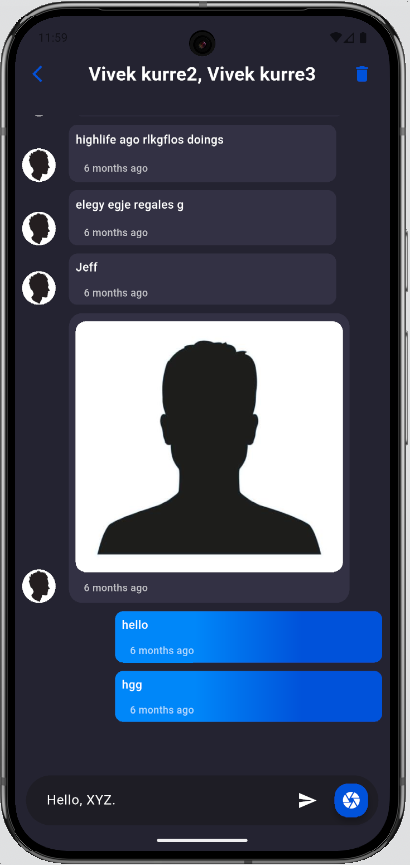 11:59
Vivek kurre2, Vivek kurre3
highlife ago rlkgflos doings
6 months ago
elegy egje regales g
6 months ago
Jeff
6 months ago
6 months ago
hello
6 months ago
hgg
6 months ago
Hello, XYZ.